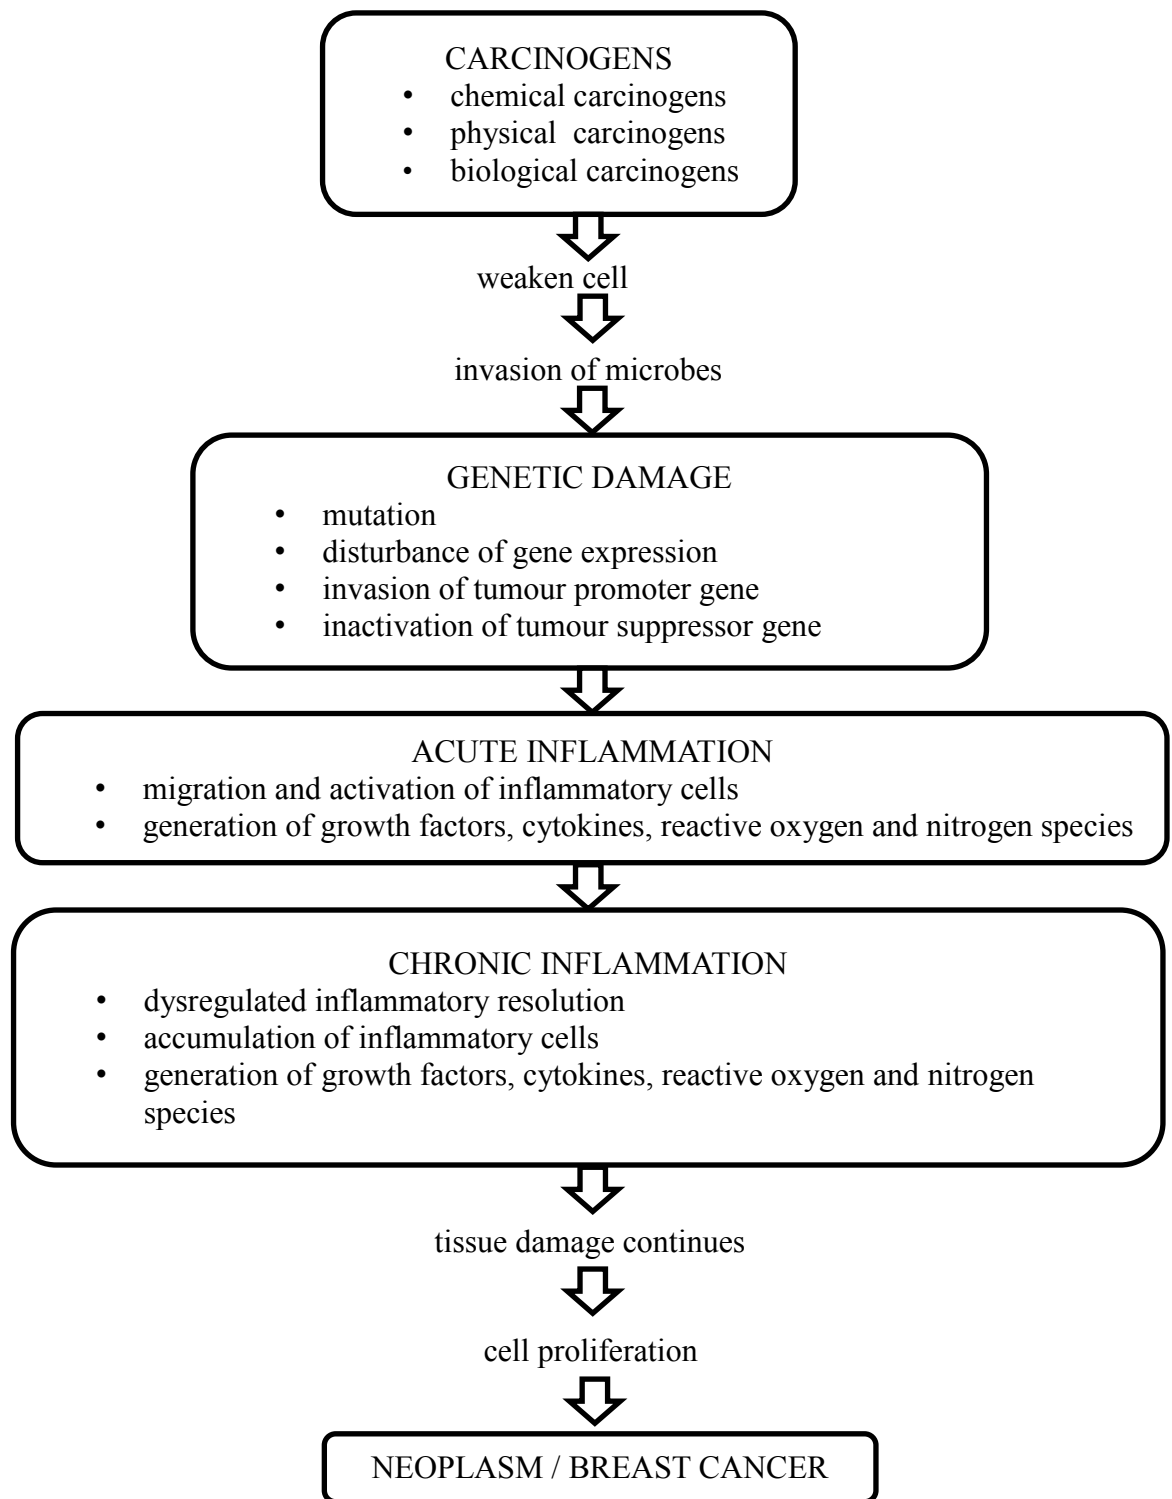 CARCINOGENS
• chemical carcinogens
• physical carcinogens
• biological carcinogens
weaken cell
invasion of microbes
GENETIC DAMAGE
• mutation
• disturbance of gene expression
• invasion of tumour promoter gene
• inactivation of tumour suppressor gene
ACUTE INFLAMMATION
• migration and activation of inflammatory cells
• generation of growth factors, cytokines, reactive oxygen and nitrogen species
CHRONIC INFLAMMATION
• dysregulated inflammatory resolution
• accumulation of inflammatory cells
• generation of growth factors, cytokines, reactive oxygen and nitrogen
species
tissue damage continues
cell proliferation
NEOPLASM / BREAST CANCER